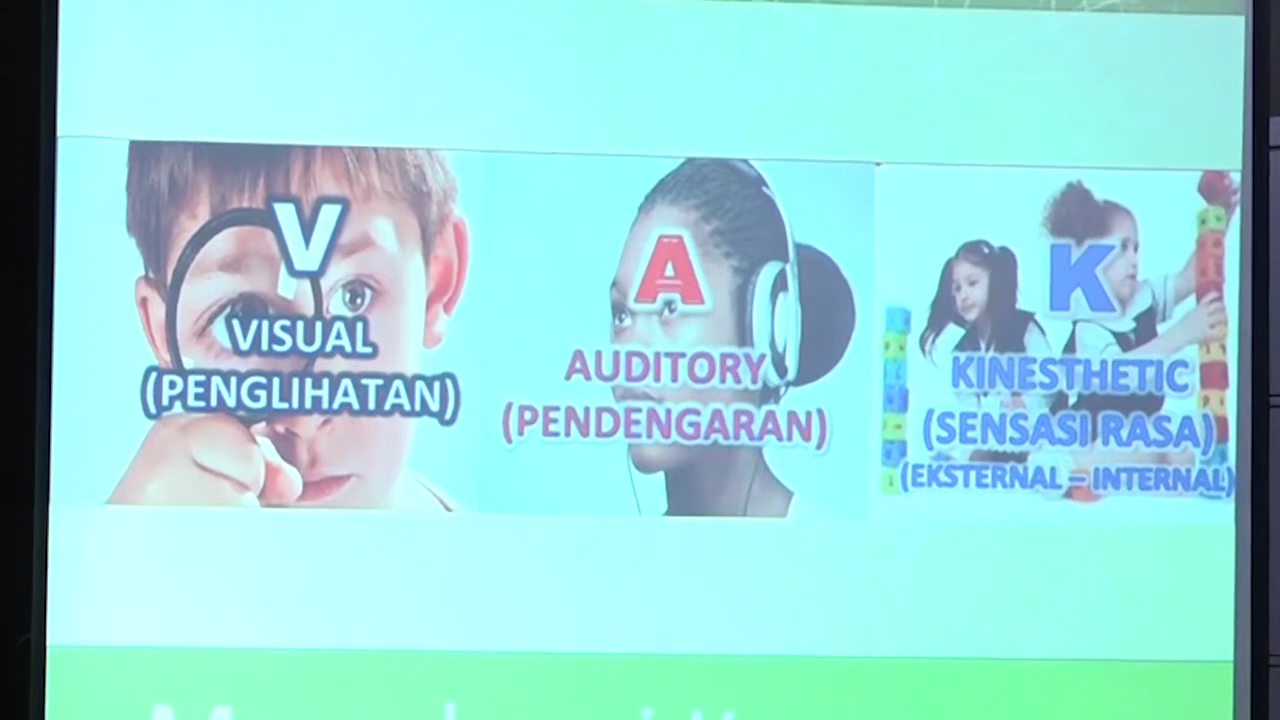 V
VISUAL
(PENGLIHATAN)
A
AUDITORY
(PENDENGARAN)
K
KINESTHETIC
(SENSASI RASA)
(EKSTERNAL – INTERNAL)